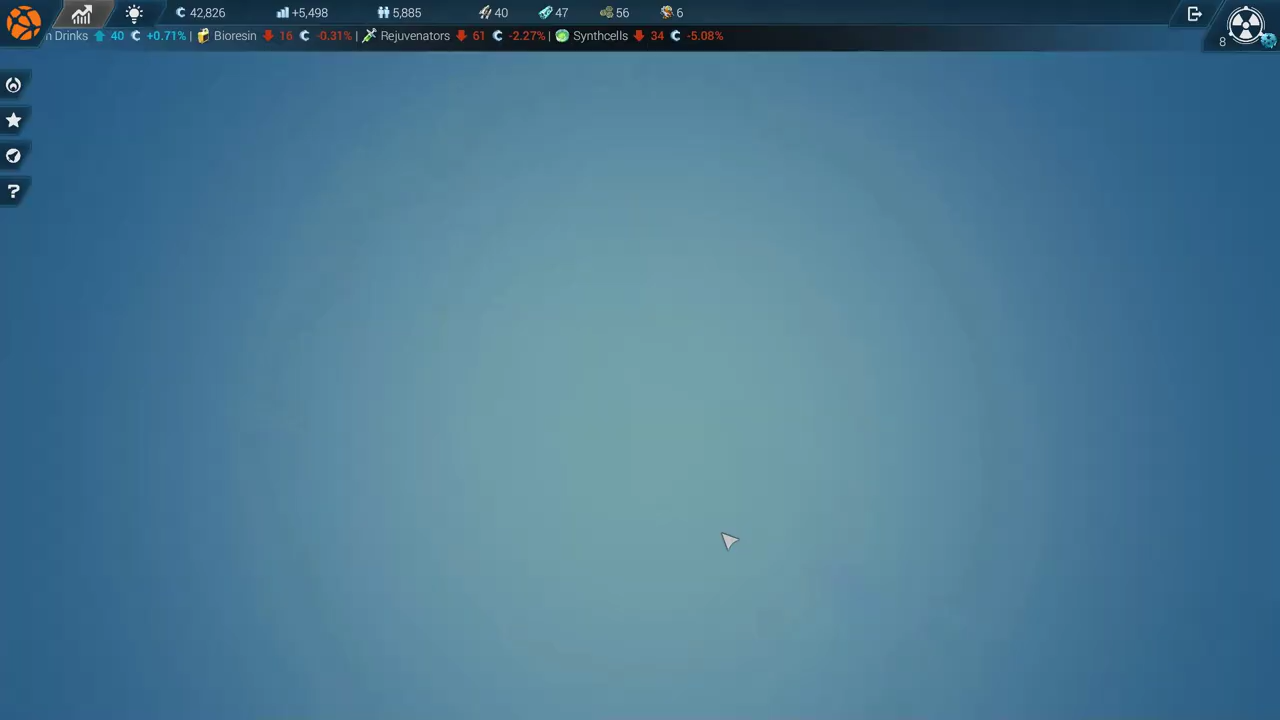 42,826 +5,498 5,885 40 47 56 6
Drinks 40 +0.71% | Bioresin 16 -0.31% | Rejuvenators 61 -2.27% | Synthcells 34 -5.08%
8
?